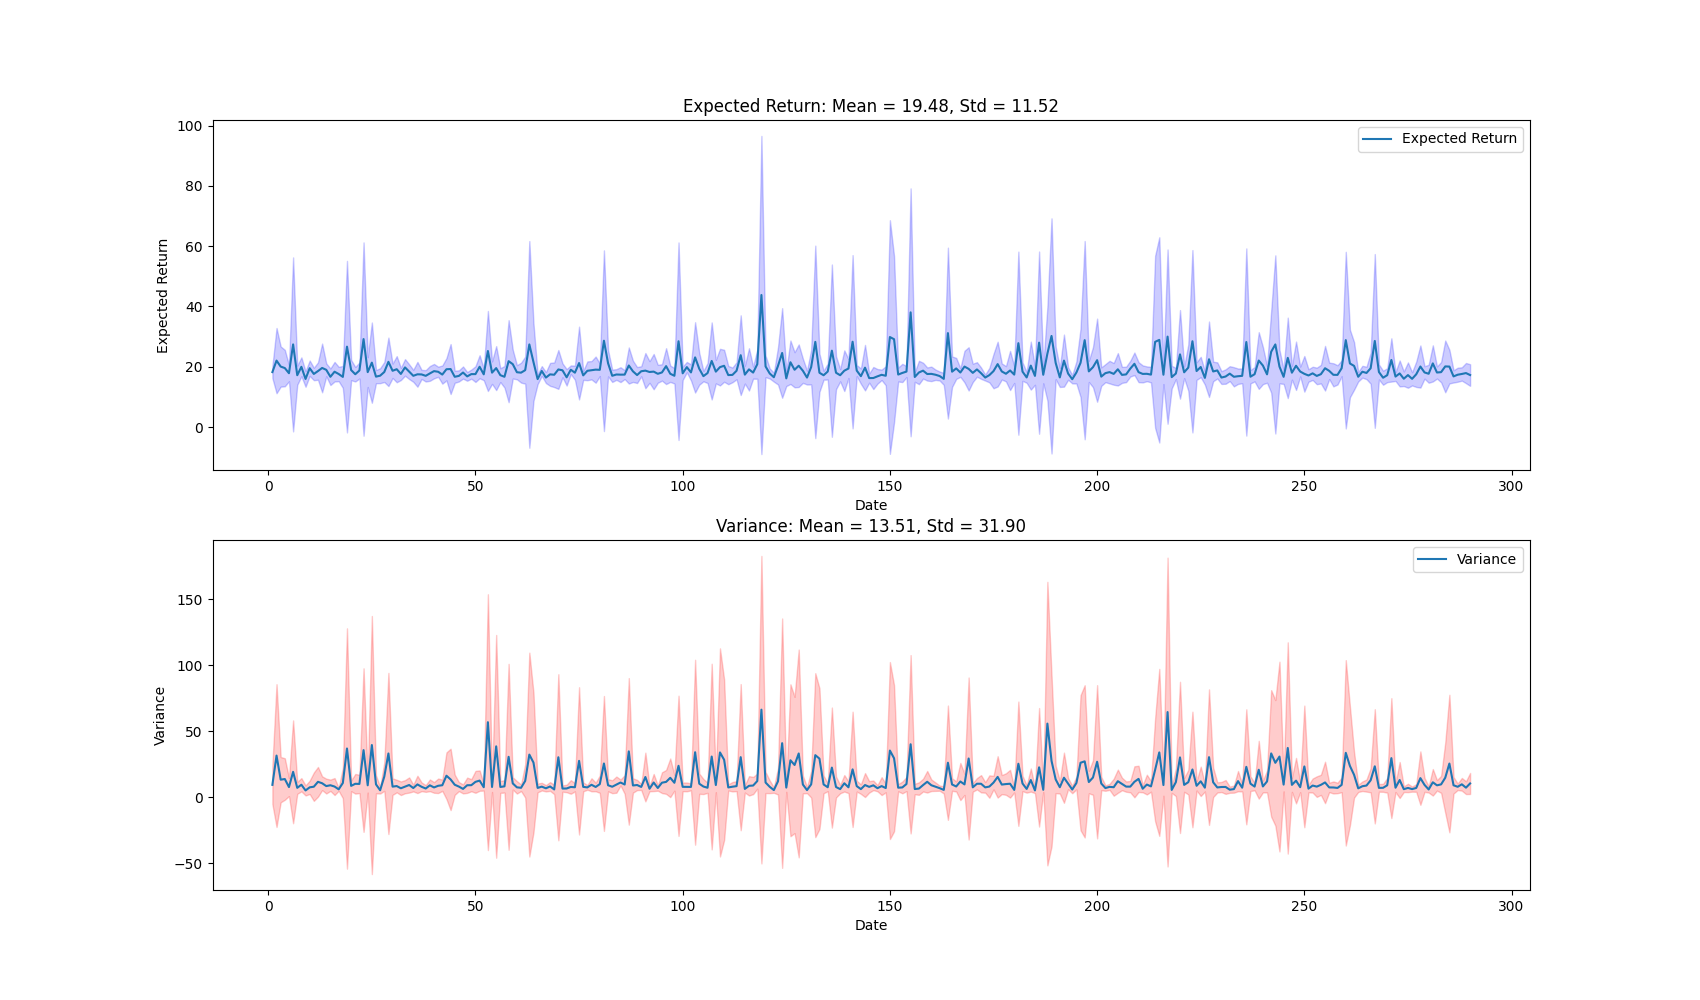 Expected Return: Mean = 19.48, Std = 11.52
Expected Return
100
80
60
40
20
0
Expected Return
0 50 100 150 200 250 300
Date
Variance: Mean = 13.51, Std = 31.90
Variance
150
100
50
0
−50
Variance
0 50 100 150 200 250 300
Date